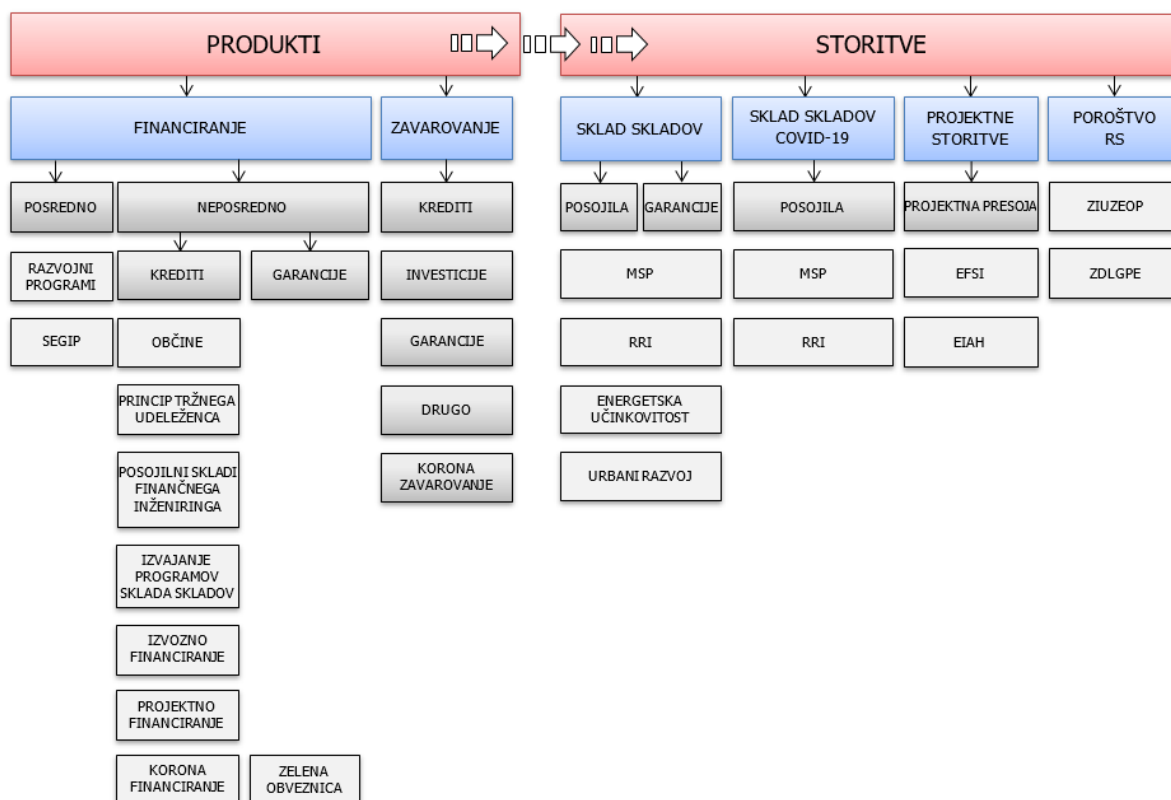 PRODUKTI
STORITVE
FINANCIRANJE
ZAVAROVANJE
SKLAD SKLADOV
SKLAD SKLADOV
COVID-19
PROJEKTNE
STORITVE
POROŠTVO
RS
POSREDNO
NEPOSREDNO
KREDITI
POSOJILA
GARANCIJE
POSOJILA
PROJEKTNA PRESOJA
ZIUZEOP
RAZVOJNI
PROGRAMI
KREDITI
GARANCIJE
INVESTICIJE
MSP
MSP
EFSI
ZDLGPE
SEGIP
OBČINE
GARANCIJE
RRI
RRI
EIAH
PRINCIP TRŽNEGA
UDELEŽENCA
DRUGO
ENERGETSKA
UČINKOVITOST
POSOJILNI SKLADI
FINANČNEGA
INŽENIRINGA
KORONA
ZAVAROVANJE
URBANI RAZVOJ
IZVAJANJE
PROGRAMOV
SKLADA SKLADOV
IZVOZNO
FINANCIRANJE
PROJEKTNO
FINANCIRANJE
KORONA
FINANCIRANJE
ZELENA
OBVEZNICA